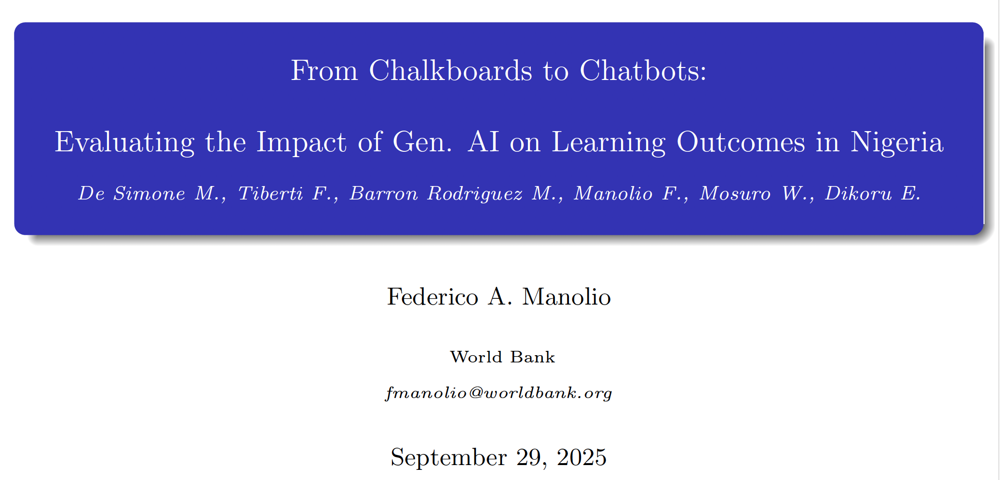 From Chalkboards to Chatbots:
Evaluating the Impact of Gen. AI on Learning Outcomes in Nigeria
De Simone M., Tiberti F., Barron Rodriguez M., Manolio F., Mosuro W., Dikoru E.
Federico A. Manolio
World Bank
fmanolio@worldbank.org
September 29, 2025